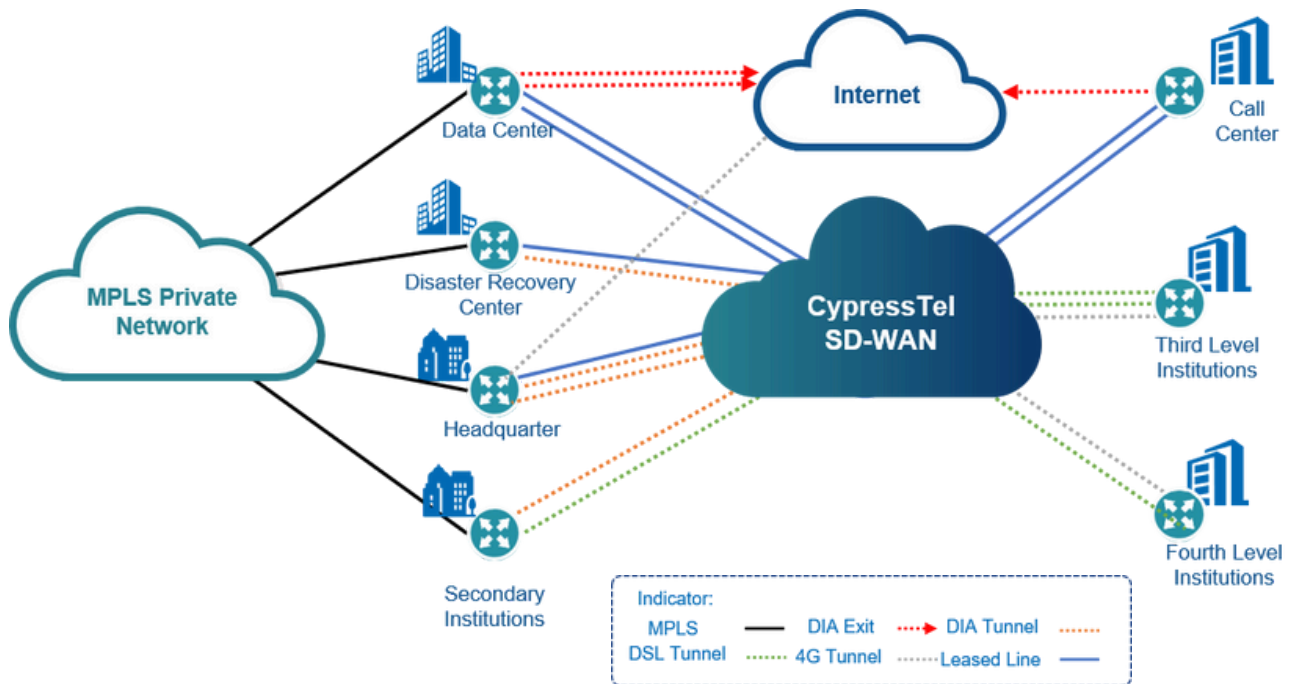 Internet
Data Center
Call
Center
MPLS Private
Network
Disaster Recovery
Center
CypressTel
SD-WAN
Third Level
Institutions
Headquarter
Fourth Level
Institutions
Secondary
Institutions
Indicator:
MPLS DIA Exit DIA Tunnel
DSL Tunnel 4G Tunnel Leased Line